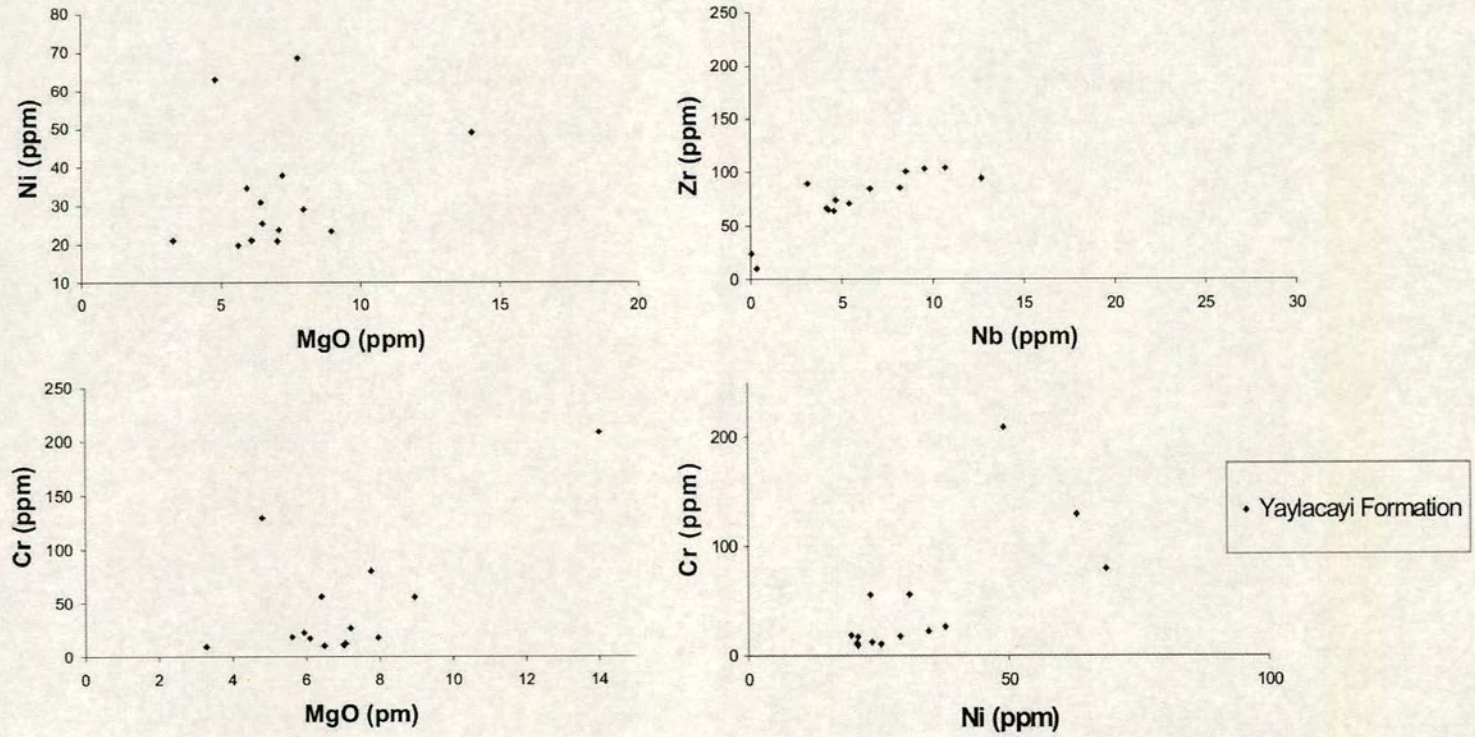 80
70
60
50
40
30
20
10
Ni (ppm)
0 5 10 15 20
MgO (ppm)
250
200
150
100
50
0
Zr (ppm)
0 5 10 15 20 25 30
Nb (ppm)
250
200
150
100
50
0
Cr (ppm)
0 2 4 6 8 10 12 14
MgO (pm)
200
100
0
Cr (ppm)
0 50 100
Ni (ppm)
Yaylacayi Formation